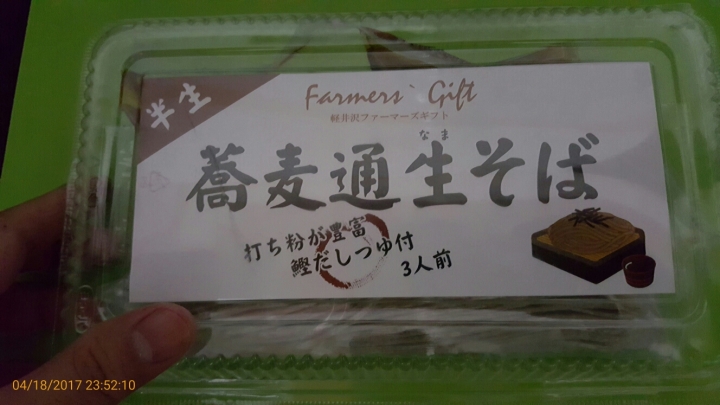 半生
Farmers` Gift
軽井沢ファーマーズギフト
なま
蕎麦通生そば
打ち粉が豊富
鰹だしつゆ付
3人前
04/18/2017 23:52:10